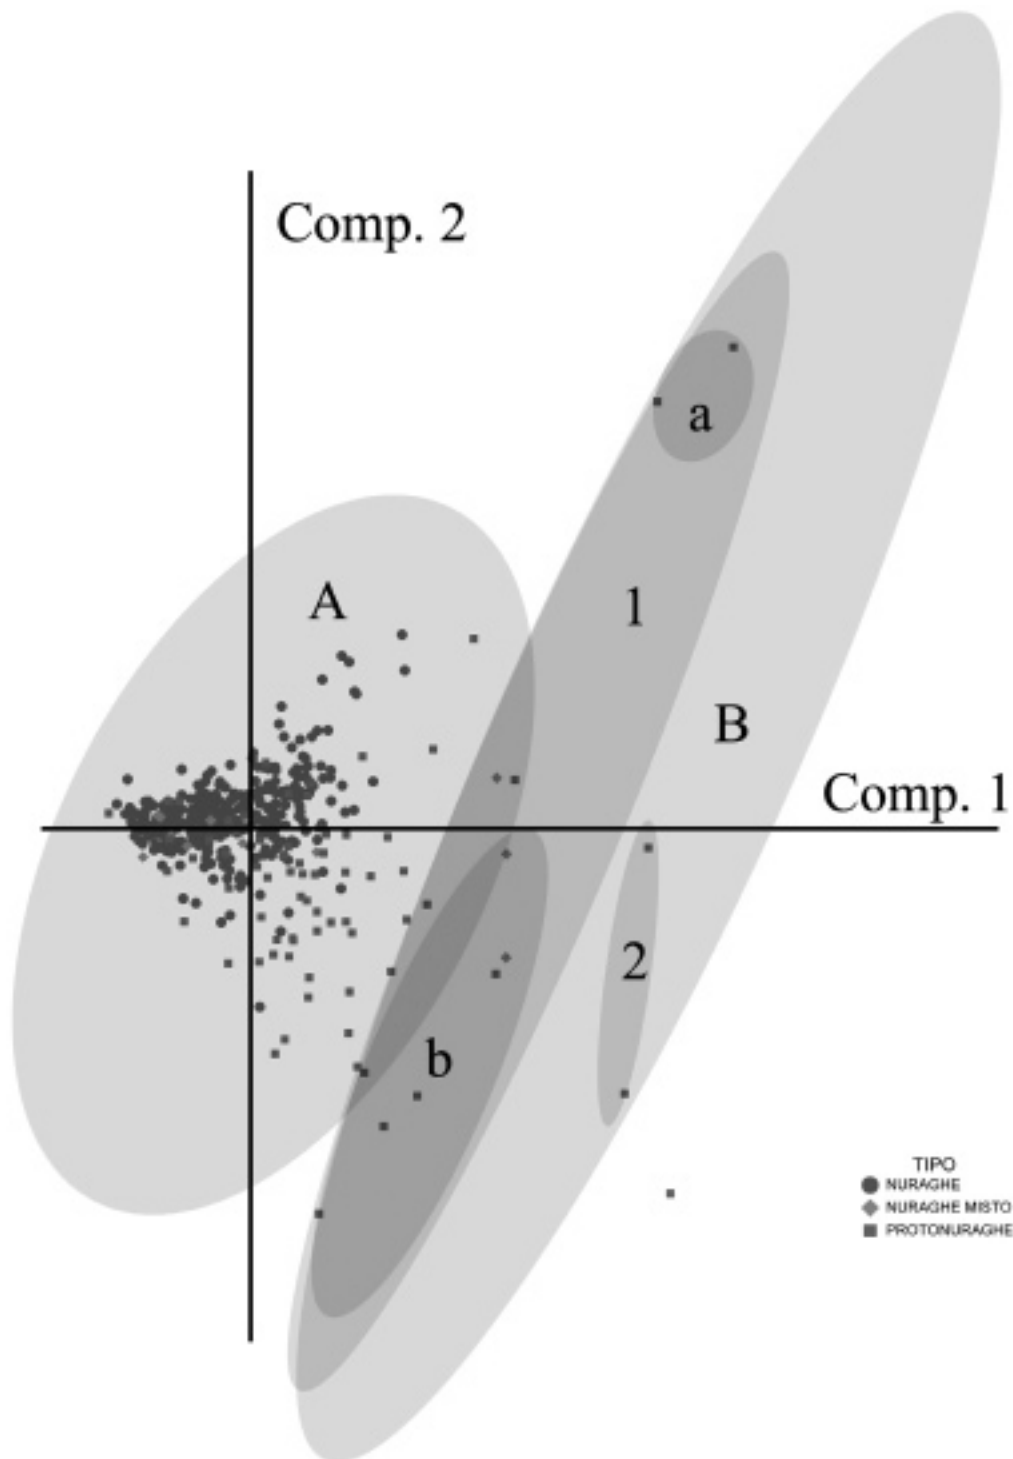 Comp. 2
a
A
1
B
Comp. 1
2
b
TIPO
NURAGHE
NURAGHE MISTO
PROTONURAGHE